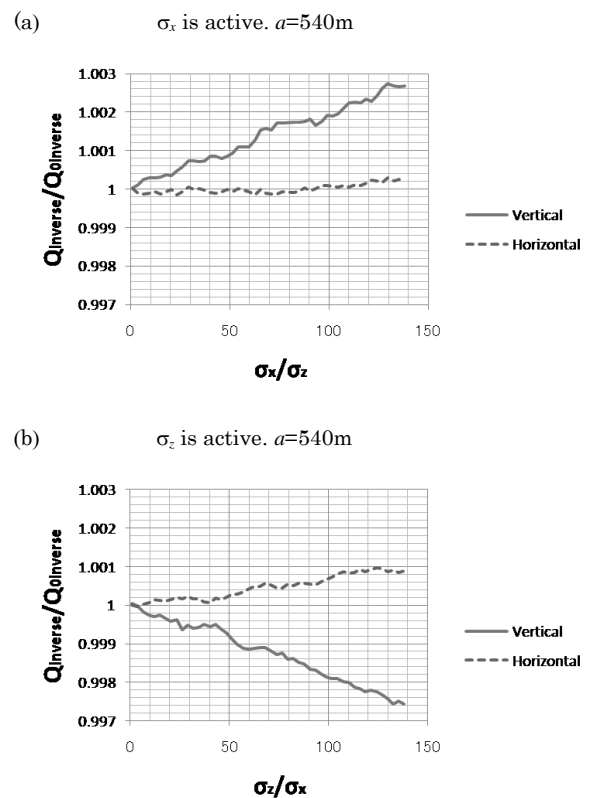 (a)
σx is active. a=540m
1.003
1.002
1.001
1
0.999
0.998
0.997
Qinverse/Q0inverse
0 50 100 150
σx/σz
Vertical
Horizontal
(b)
σz is active. a=540m
1.003
1.002
1.001
1
0.999
0.998
0.997
Qinverse/Q0inverse
0 50 100 150
σz/σx
Vertical
Horizontal